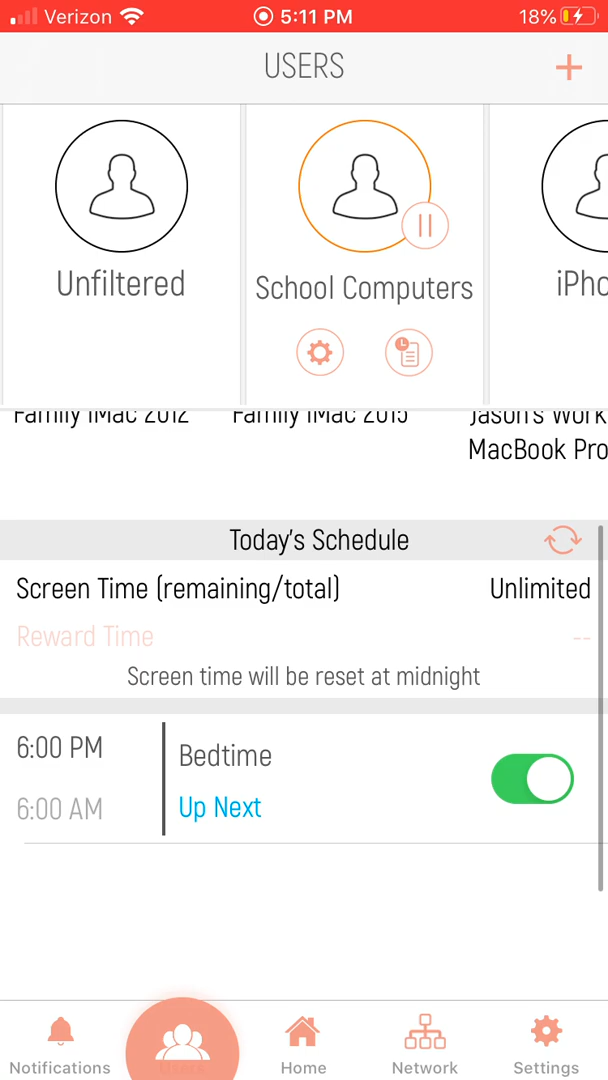 Verizon 5:11 PM 18%
USERS
Unfiltered School Computers iPho
Family iMac 2012 Family iMac 2015 Jason's Work
MacBook Pro
Today's Schedule
Screen Time (remaining/total) Unlimited
Reward Time --
Screen time will be reset at midnight
6:00 PM Bedtime
6:00 AM Up Next
Notifications Users Home Network Settings